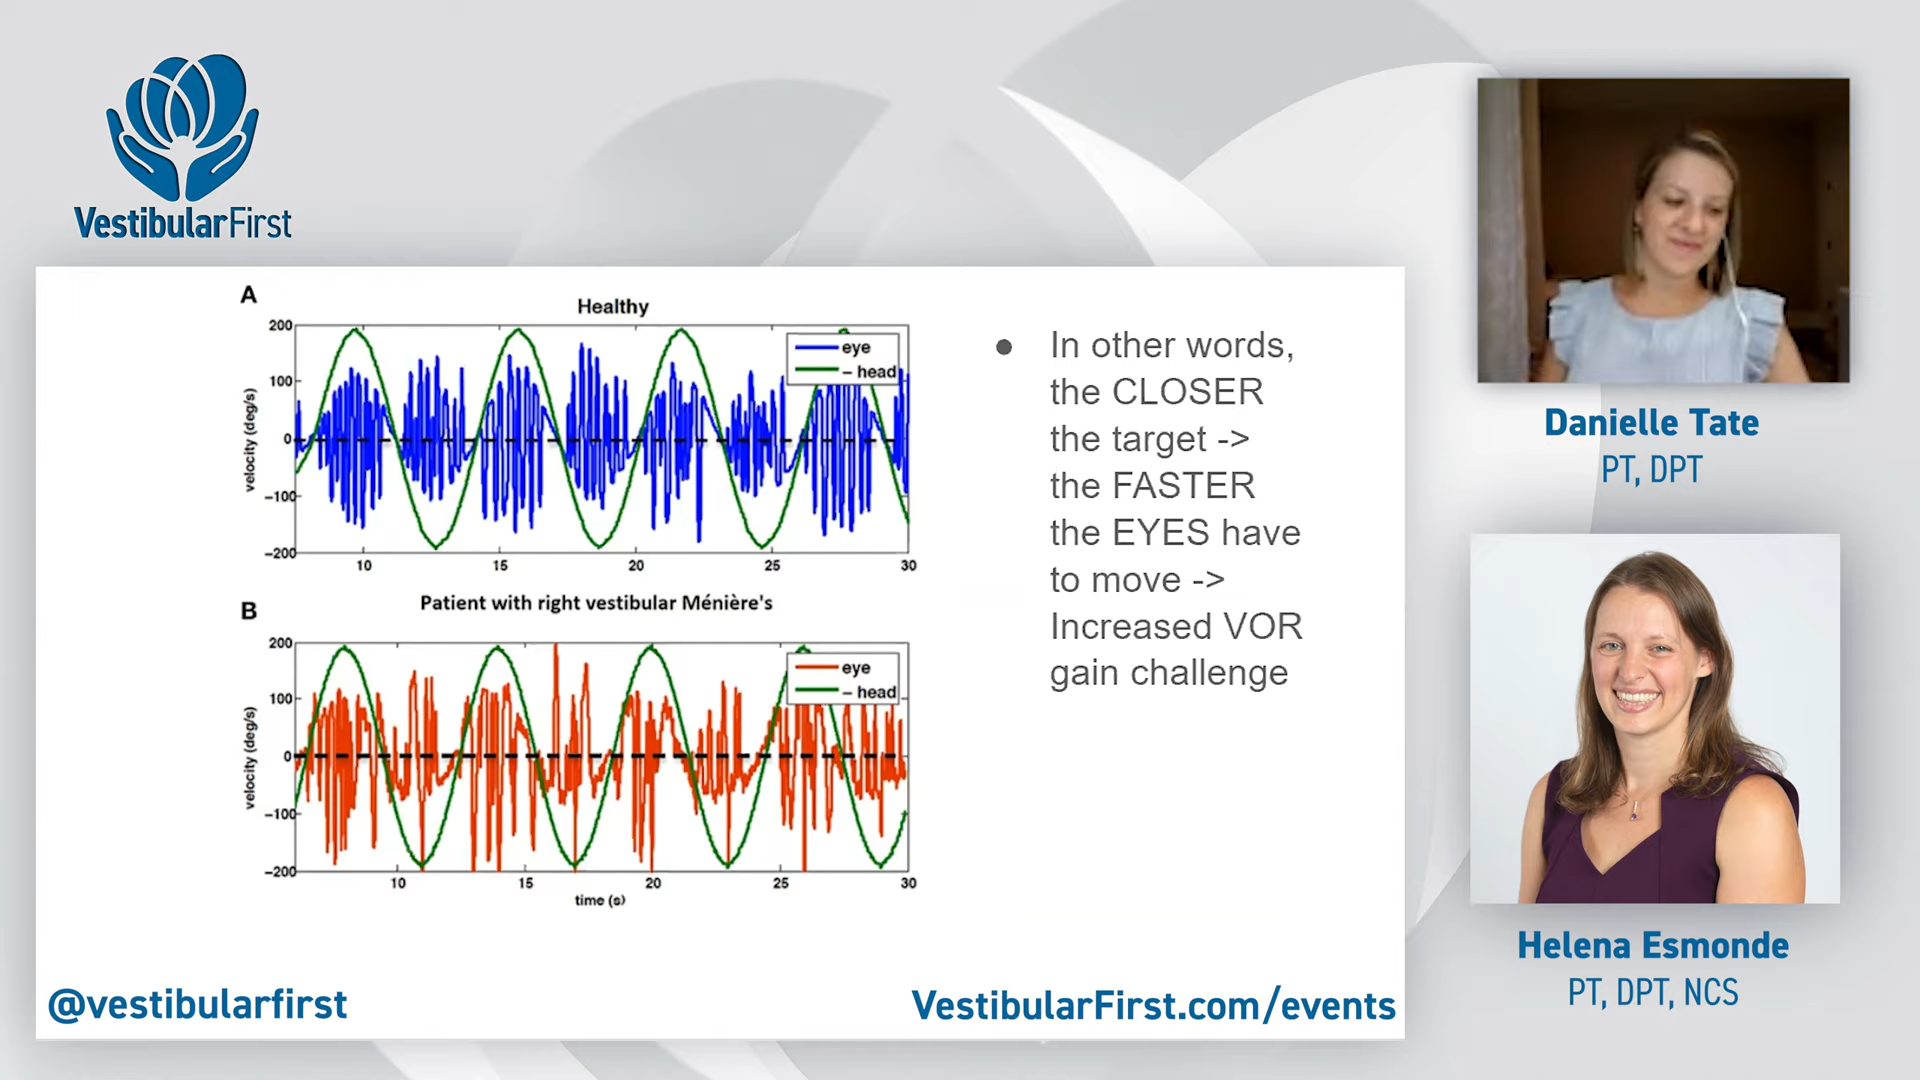 VestibularFirst
A
Healthy
200
100
0
−100
−200
velocity (deg/s)
eye
– head
10
15
20
25
30
B
Patient with right vestibular Ménière's
200
100
0
−100
−200
velocity (deg/s)
eye
– head
10
15
20
25
30
time (s)
● In other words,
the CLOSER
the target ->
the FASTER
the EYES have
to move ->
Increased VOR
gain challenge
@vestibularfirst
VestibularFirst.com/events
Danielle Tate
PT, DPT
Helena Esmonde
PT, DPT, NCS